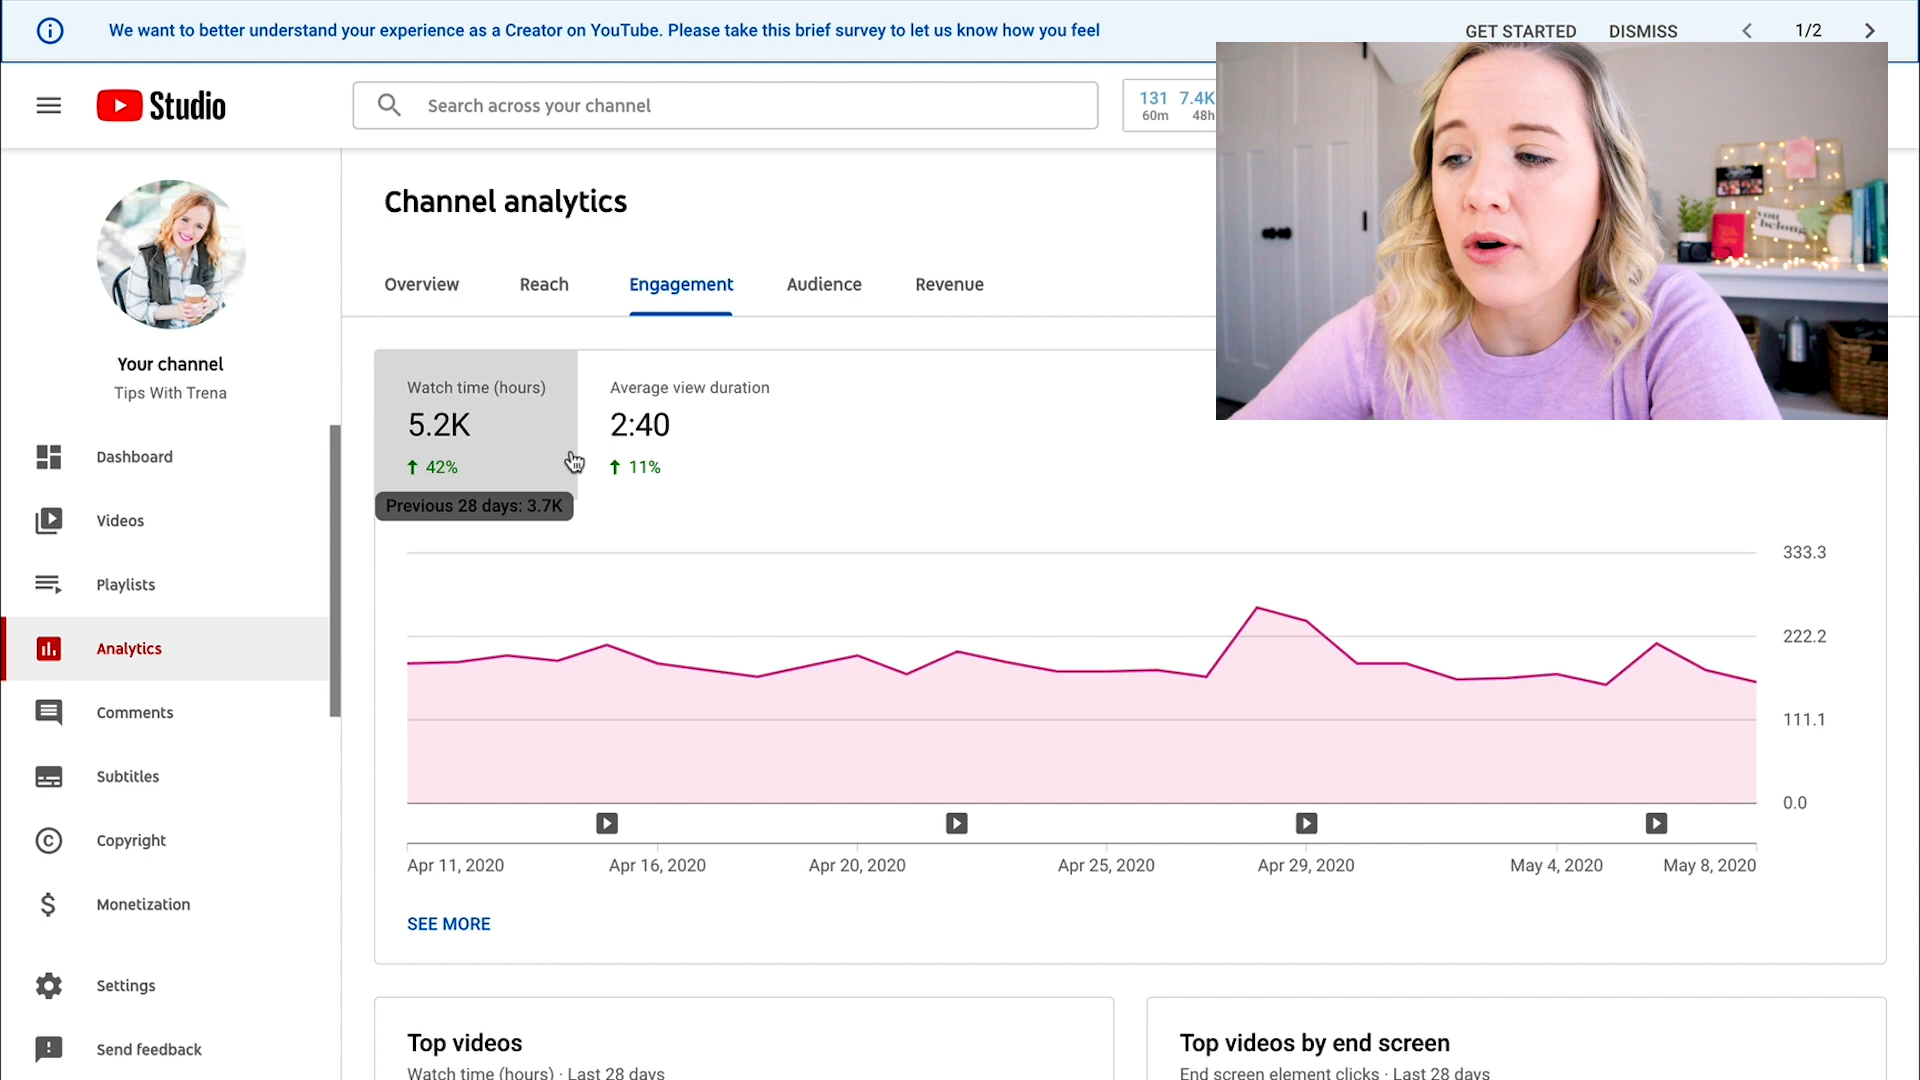 We want to better understand your experience as a Creator on YouTube. Please take this brief survey to let us know how you feel
GET STARTED
DISMISS
1/2
Studio
Search across your channel
131 7.4K
60m 48h
Channel analytics
Overview
Reach
Engagement
Audience
Revenue
Your channel
Tips With Trena
Dashboard
Videos
Playlists
Analytics
Comments
Subtitles
Copyright
Monetization
Settings
Send feedback
Watch time (hours)
5.2K
42%
Previous 28 days: 3.7K
Average view duration
2:40
11%
333.3
222.2
111.1
0.0
Apr 11, 2020
Apr 16, 2020
Apr 20, 2020
Apr 25, 2020
Apr 29, 2020
May 4, 2020
May 8, 2020
SEE MORE
Top videos
Watch time (hours) · Last 28 days
Top videos by end screen
End screen element clicks · Last 28 days
you
belong